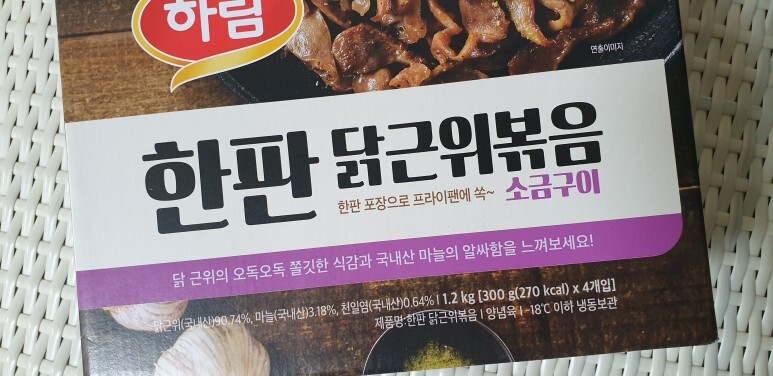 하림
연출이미지
한판 닭근위볶음
한판 포장으로 프라이팬에 쏙~ 소금구이
닭 근위의 오독오독 쫄깃한 식감과 국내산 마늘의 알싸함을 느껴보세요!
닭근위(국내산)90.74%, 마늘(국내산)3.18%, 천일염(국내산)0.64% | 1.2 kg [300 g(270 kcal) x 4개입]
제품명:한판 닭근위볶음 | 양념육 | -18℃ 이하 냉동보관